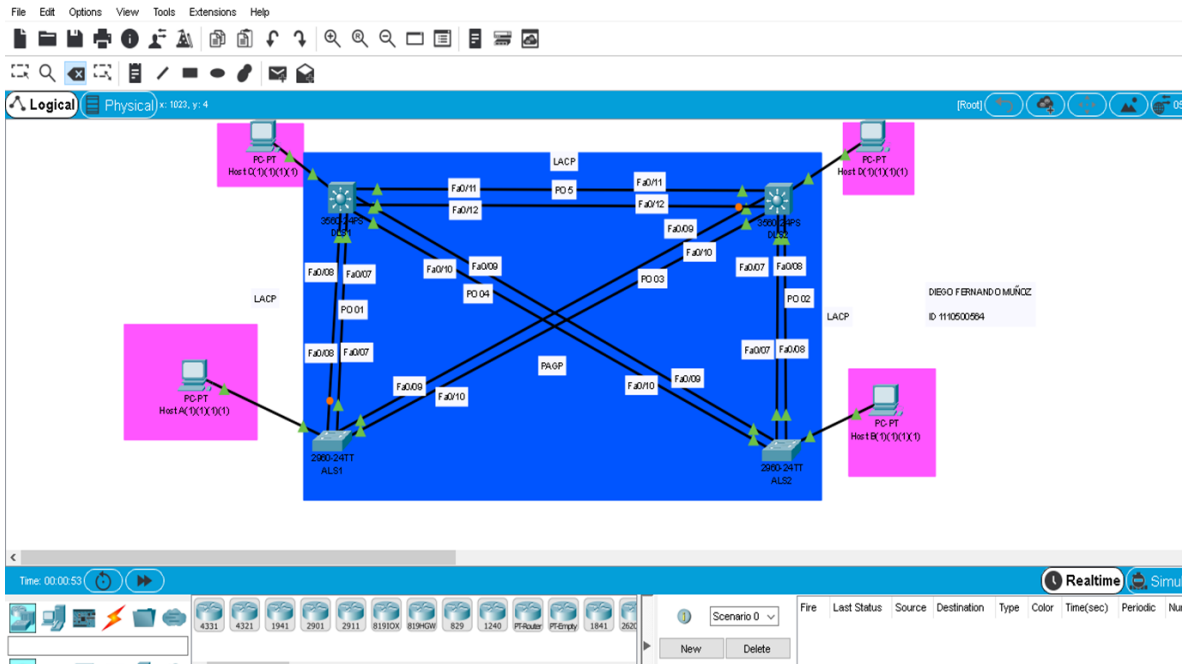 File Edit Options View Tools Extensions Help
Logical Physical x: 1023, y: 4 [Root]
PC-PT
Host C(1)(1)(1)(1)
PC-PT
Host D(1)(1)(1)(1)
LACP
Fa0/11 PO 5 Fa0/11
Fa0/12 Fa0/12
3560-24PS
3560-24PS
Fa0/09
Fa0/10
Fa0/08 Fa0/07
Fa0/10 Fa0/09
Fa0/07 Fa0/08
PO 03
PO 04
LACP
PO 01
PO 02
LACP
DIEGO FERNANDO MUÑOZ
ID 1110500564
Fa0/08 Fa0/07
Fa0/07 Fa0/08
PAGP
Fa0/09
Fa0/10
Fa0/10 Fa0/09
PC-PT
Host A(1)(1)(1)(1)
PC-PT
Host B(1)(1)(1)(1)
2960-24TT
ALS1
2960-24TT
ALS2
Time: 00:00:53 Realtime
4331 4321 1941 2901 2911 819IOX 819HGW 829 1240 PT-Router PT-Empty 1841
Scenario 0
New Delete
Fire Last Status Source Destination Type Color Time(sec) Periodic